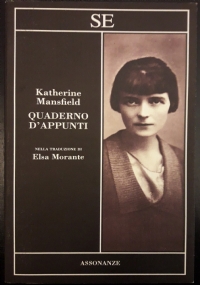 SE
Katherine
Mansfield
QUADERNO
D'APPUNTI
NELLA TRADUZIONE DI
Elsa Morante
ASSONANZE